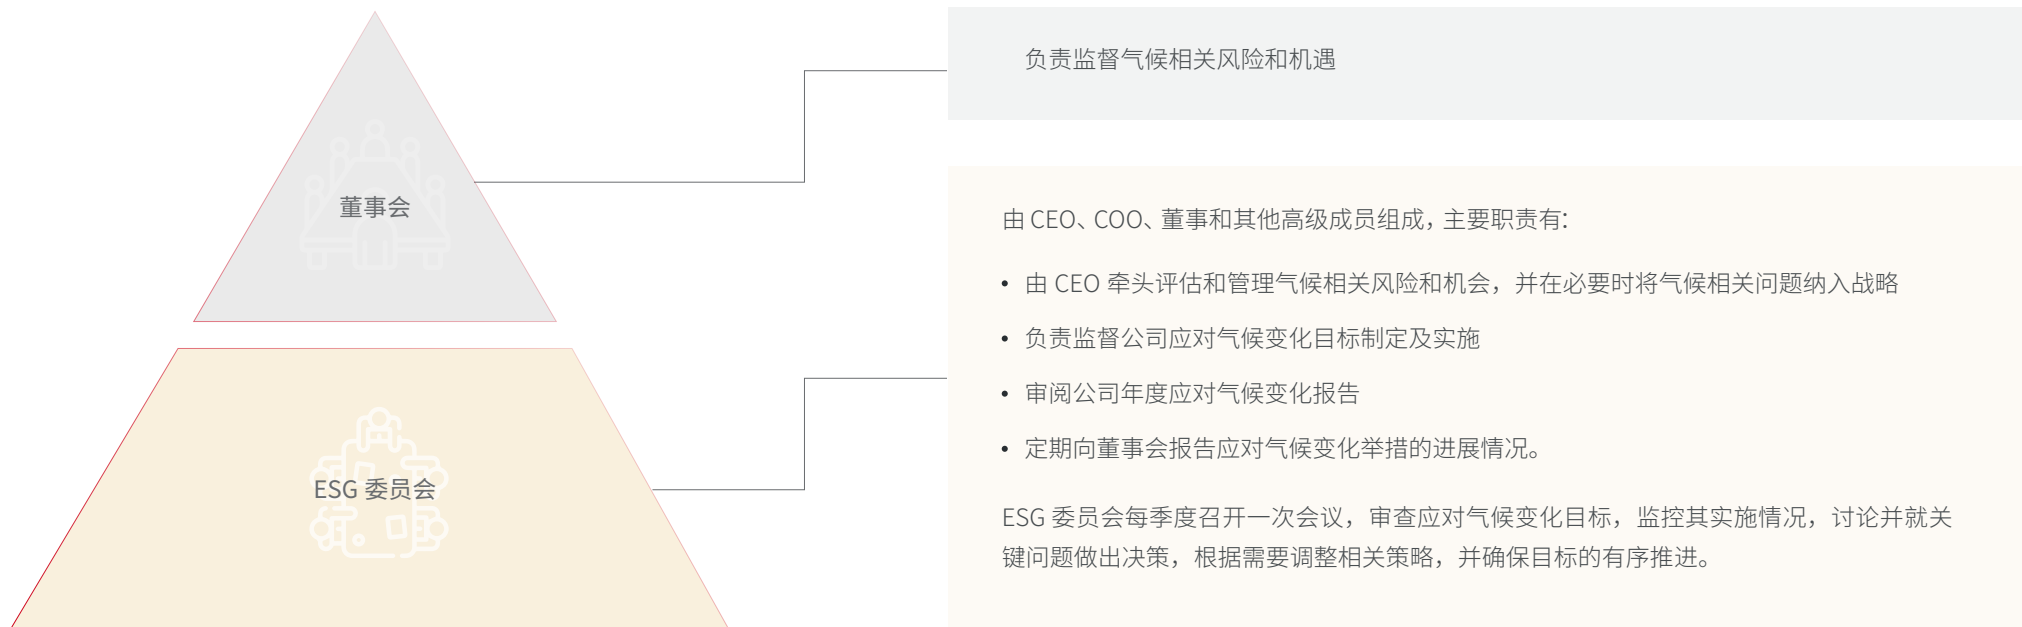 董事会
负责监督气候相关风险和机遇
ESG 委员会
由 CEO、COO、董事和其他高级成员组成，主要职责有：
• 由 CEO 牵头评估和管理气候相关风险和机会，并在必要时将气候相关问题纳入战略
• 负责监督公司应对气候变化目标制定及实施
• 审阅公司年度应对气候变化报告
• 定期向董事会报告应对气候变化举措的进展情况。
ESG 委员会每季度召开一次会议，审查应对气候变化目标，监控其实施情况，讨论并就关
键问题做出决策，根据需要调整相关策略，并确保目标的有序推进。